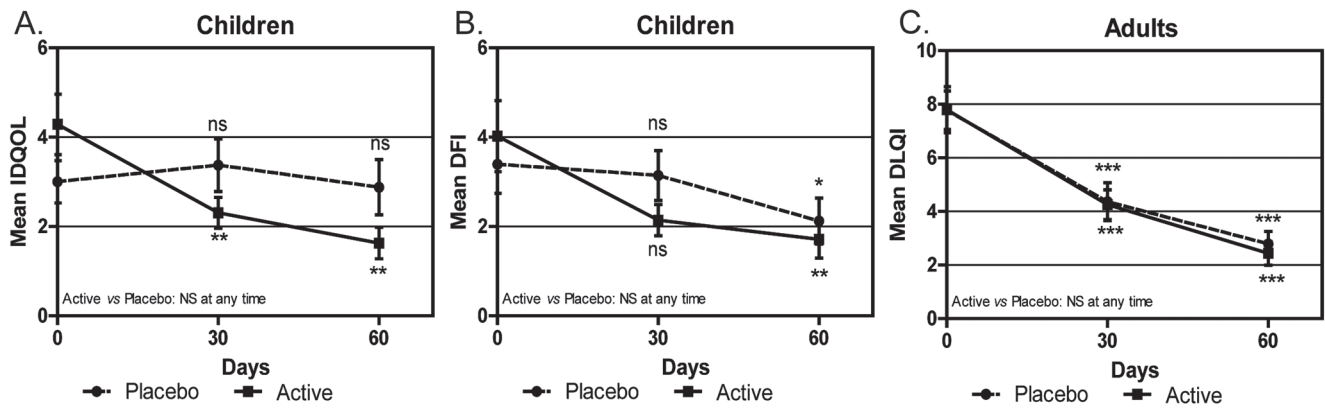 A.
Children
Mean IDQOL
6
4
2
0
ns
ns
**
**
Active vs Placebo: NS at any time
0
30
60
Days
Placebo
Active
B.
Children
Mean DFI
6
4
2
0
ns
*
ns
**
Active vs Placebo: NS at any time
0
30
60
Days
Placebo
Active
C.
Adults
Mean DLQI
10
8
6
4
2
0
***
***
***
***
Active vs Placebo: NS at any time
0
30
60
Days
Placebo
Active